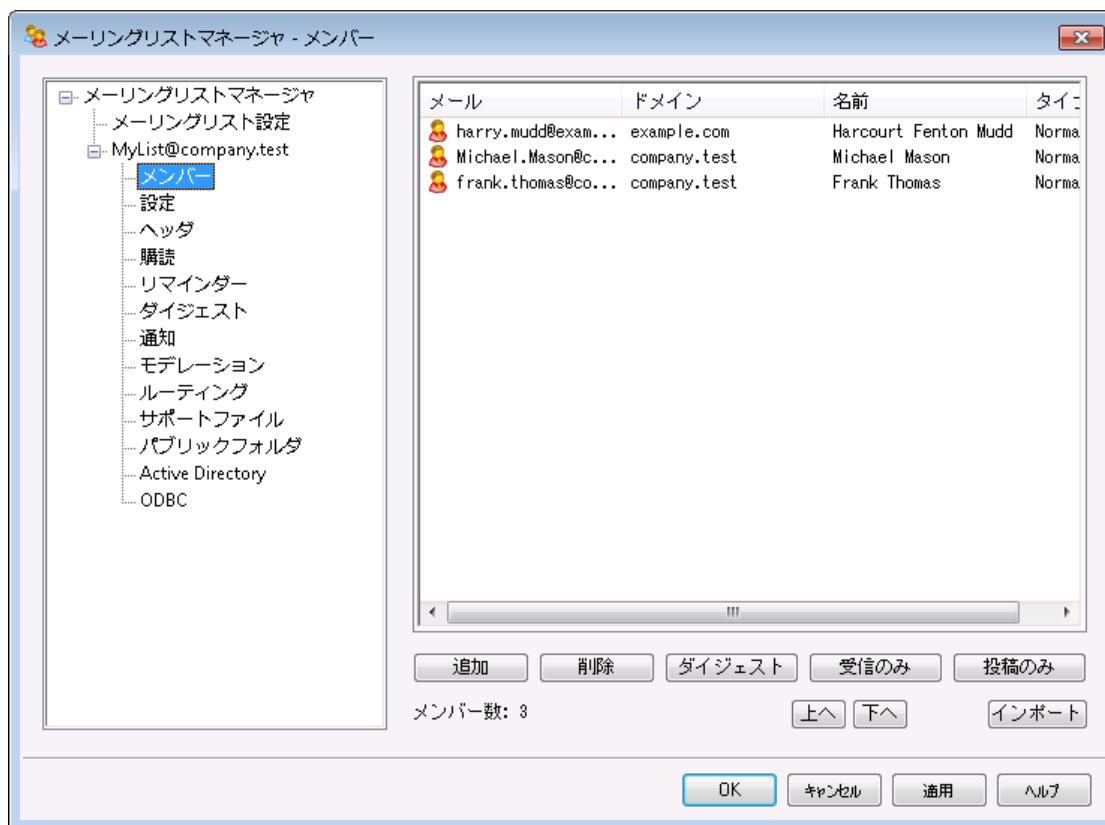 メーリングリストマネージャ - メンバー
メーリングリストマネージャ
メーリングリスト設定
MyList@company.test
メンバー
設定
ヘッダ
購読
リマインダー
ダイジェスト
通知
モデレーション
ルーティング
サポートファイル
パブリックフォルダ
Active Directory
ODBC
メール ドメイン 名前 タイ
harry.mudd@exam... example.com Harcourt Fenton Mudd Norma
Michael.Mason@c... company.test Michael Mason Norma
frank.thomas@co... company.test Frank Thomas Norma
追加 削除 ダイジェスト 受信のみ 投稿のみ
メンバー数: 3 上へ 下へ インポート
OK キャンセル 適用 ヘルプ